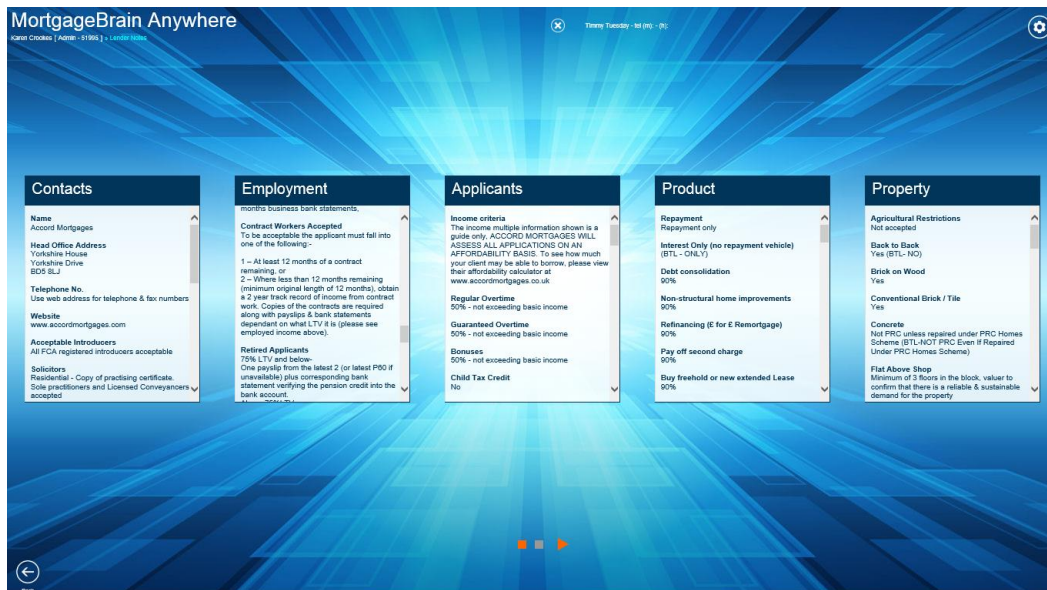 MortgageBrain Anywhere
Karen Crookes | Admin - 51995 | » Lender Notes
Timmy Tuesday - tel (m): - (h):
Contacts
Name
Accord Mortgages
Head Office Address
Yorkshire House
Yorkshire Drive
BD5 8LJ
Telephone No.
Use web address for telephone & fax numbers
Website
www.accordmortgages.com
Acceptable Introducers
All FCA registered introducers acceptable
Solicitors
Residential - Copy of practising certificate.
Sole practitioners and Licensed Conveyancers
accepted
Employment
months business bank statements,
Contract Workers Accepted
To be acceptable the applicant must fall into
one of the following:-
1 – At least 12 months of a contract
remaining, or
2 – Where less than 12 months remaining
(minimum original length of 12 months), obtain
a 2 year track record of income from contract
work. Copies of the contracts are required
along with payslips & bank statements
dependant on what LTV it is (please see
employed income above).
Retired Applicants
75% LTV and below-
One payslip from the latest 2 (or latest P60 if
unavailable) plus corresponding bank
statement verifying the pension credit into the
bank account.
Applicants
Income criteria
The income multiple information shown is a
guide only, ACCORD MORTGAGES WILL
ASSESS ALL APPLICATIONS ON AN
AFFORDABILITY BASIS. To see how much
your client may be able to borrow, please view
their affordability calculator at
www.accordmortgages.co.uk
Regular Overtime
50% - not exceeding basic income
Guaranteed Overtime
50% - not exceeding basic income
Bonuses
50% - not exceeding basic income
Child Tax Credit
No
Product
Repayment
Repayment only
Interest Only (no repayment vehicle)
(BTL - ONLY)
Debt consolidation
90%
Non-structural home improvements
90%
Refinancing (£ for £ Remortgage)
90%
Pay off second charge
90%
Buy freehold or new extended Lease
90%
Property
Agricultural Restrictions
Not accepted
Back to Back
Yes (BTL- NO)
Brick on Wood
Yes
Conventional Brick / Tile
Yes
Concrete
Not PRC unless repaired under PRC Homes
Scheme (BTL-NOT PRC Even If Repaired
Under PRC Homes Scheme)
Flat Above Shop
Minimum of 3 floors in the block, valuer to
confirm that there is a reliable & sustainable
demand for the property